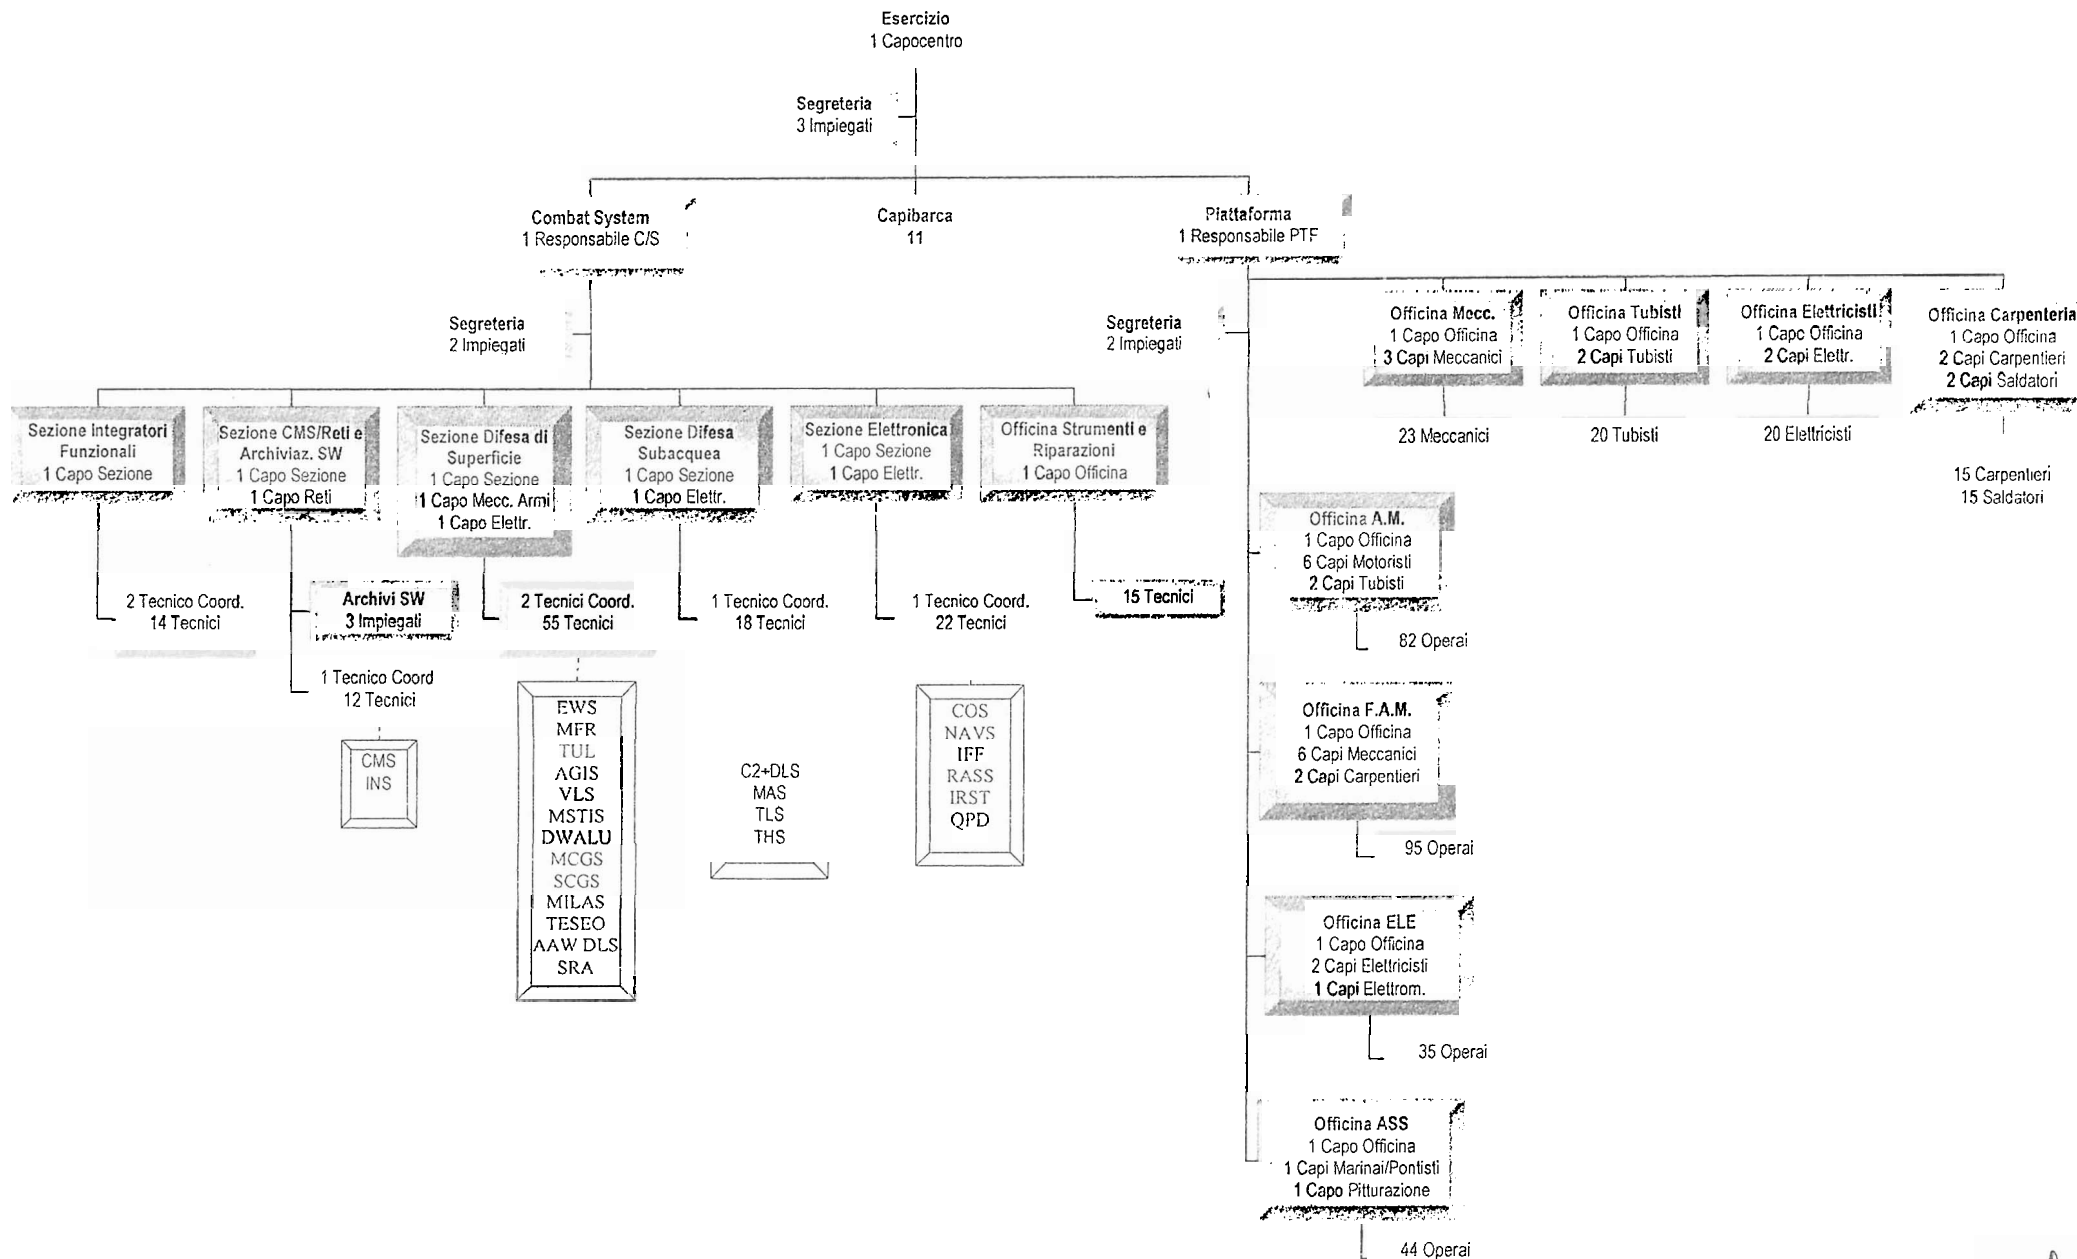 Esercizio
1 Capocentro
Segreteria
3 Impiegati
Combat System
1 Responsabile C/S
Capibarca
11
Piattaforma
1 Responsabile PTF
Segreteria
2 Impiegati
Segreteria
2 Impiegati
Officina Mecc.
1 Capo Officina
3 Capi Meccanici
23 Meccanici
Officina Tubisti
1 Capo Officina
2 Capi Tubisti
20 Tubisti
Officina Elettricisti
1 Capo Officina
2 Capi Elettr.
20 Elettricisti
Officina Carpenteria
1 Capo Officina
2 Capi Carpentieri
2 Capi Saldatori
15 Carpentieri
15 Saldatori
Sezione Integratori
Funzionali
1 Capo Sezione
2 Tecnico Coord.
14 Tecnici
Sezione CMS/Reti e
Archiviaz. SW
1 Capo Sezione
1 Capo Reti
Archivi SW
3 Impiegati
1 Tecnico Coord
12 Tecnici
CMS
INS
Sezione Difesa di
Superficie
1 Capo Sezione
1 Capo Mecc. Armi
1 Capo Elettr.
2 Tecnici Coord.
55 Tecnici
EWS
MFR
TUL
AGIS
VLS
MSTIS
DWALU
MCGS
SCGS
MILAS
TESEO
AAW DLS
SRA
Sezione Difesa
Subacquea
1 Capo Sezione
1 Capo Elettr.
1 Tecnico Coord.
18 Tecnici
C2+DLS
MAS
TLS
THS
Sezione Elettronica
1 Capo Sezione
1 Capo Elettr.
1 Tecnico Coord.
22 Tecnici
COS
NAVS
IFF
RASS
IRST
QPD
Officina Strumenti e
Riparazioni
1 Capo Officina
15 Tecnici
Officina A.M.
1 Capo Officina
6 Capi Motoristi
2 Capi Tubisti
82 Operai
Officina F.A.M.
1 Capo Officina
6 Capi Meccanici
2 Capi Carpentieri
95 Operai
Officina ELE
1 Capo Officina
2 Capi Elettricisti
1 Capi Elettrom.
35 Operai
Officina ASS
1 Capo Officina
1 Capi Marinai/Pontisti
1 Capo Pitturazione
44 Operai